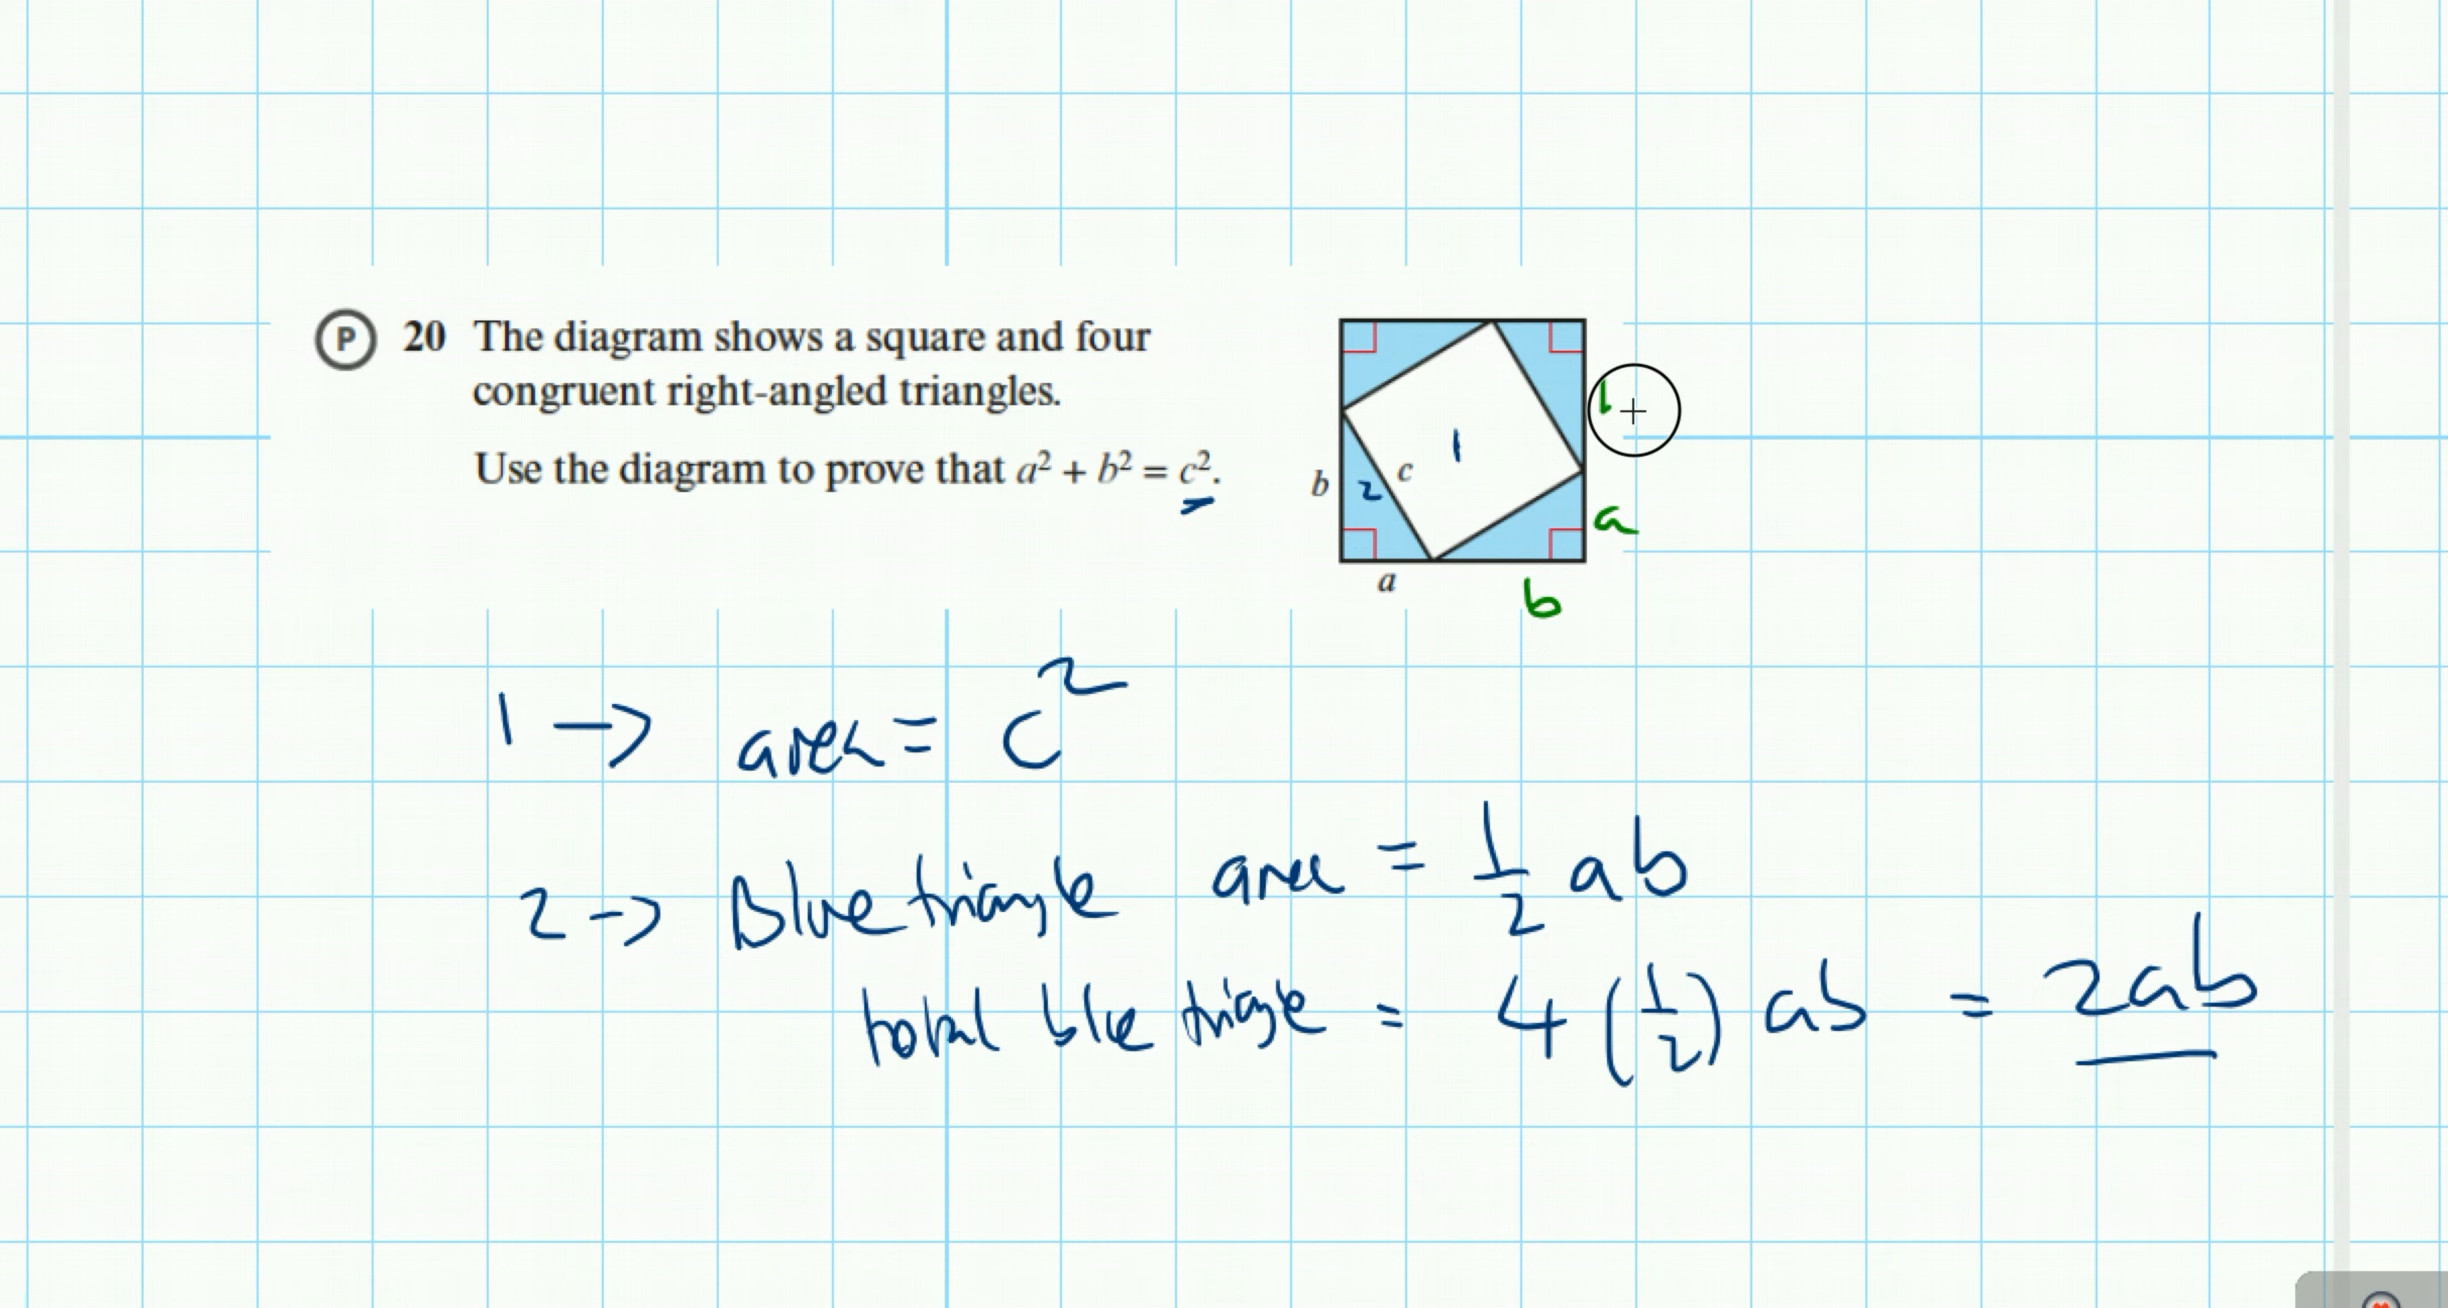 P 20 The diagram shows a square and four
congruent right-angled triangles.
Use the diagram to prove that a² + b² = c².
b 2 c 1
a
a
b
1 → area = c²
2 → Blue triangle area = 1/2 ab
total blue triangle = 4 (1/2) ab = 2ab